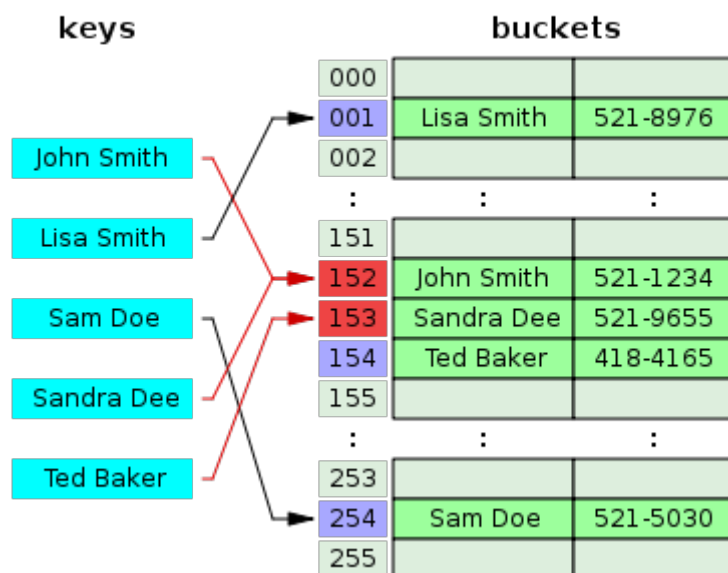 keys buckets
000
001 Lisa Smith 521-8976
002
John Smith
: : :
Lisa Smith
151
152 John Smith 521-1234
Sam Doe
153 Sandra Dee 521-9655
154 Ted Baker 418-4165
Sandra Dee
155
: : :
Ted Baker
253
254 Sam Doe 521-5030
255